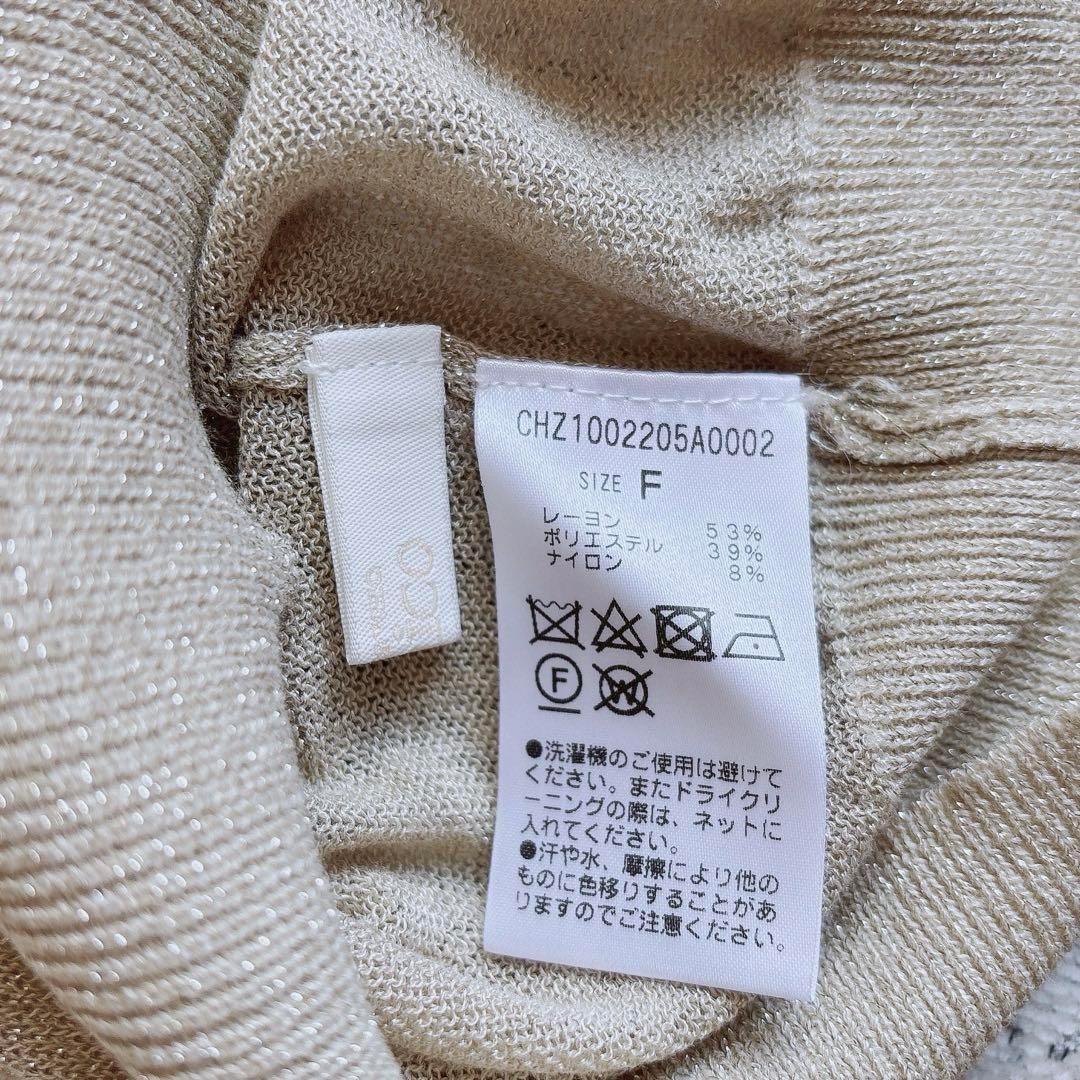 CHZ1002205A0002
SIZE F
レーヨン 53%
ポリエステル 39%
ナイロン 8%
F
W
●洗濯機のご使用は避けて
ください。またドライクリ
ーニングの際は、ネットに
入れてください。
●汗や水、摩擦により他の
ものに色移りすることがあ
りますのでご注意ください。